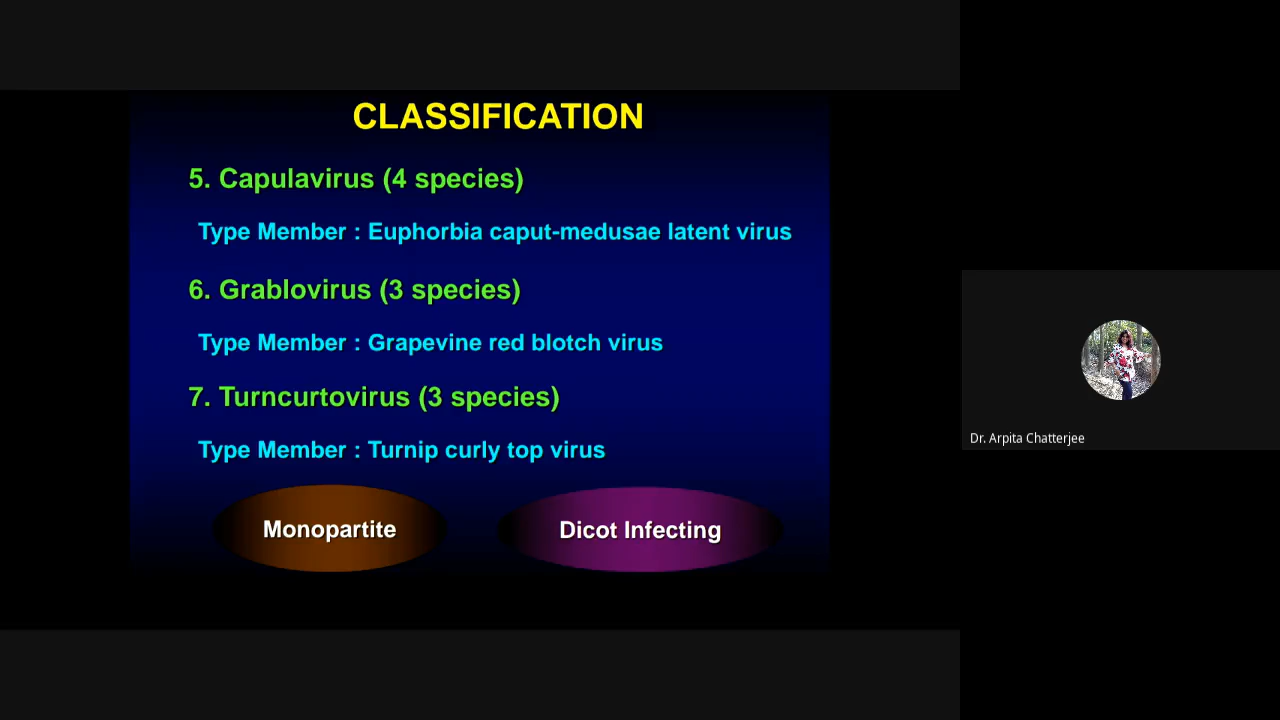 CLASSIFICATION
5. Capulavirus (4 species)
Type Member : Euphorbia caput-medusae latent virus
6. Grablovirus (3 species)
Type Member : Grapevine red blotch virus
7. Turncurtovirus (3 species)
Type Member : Turnip curly top virus
Monopartite
Dicot Infecting
Dr. Arpita Chatterjee